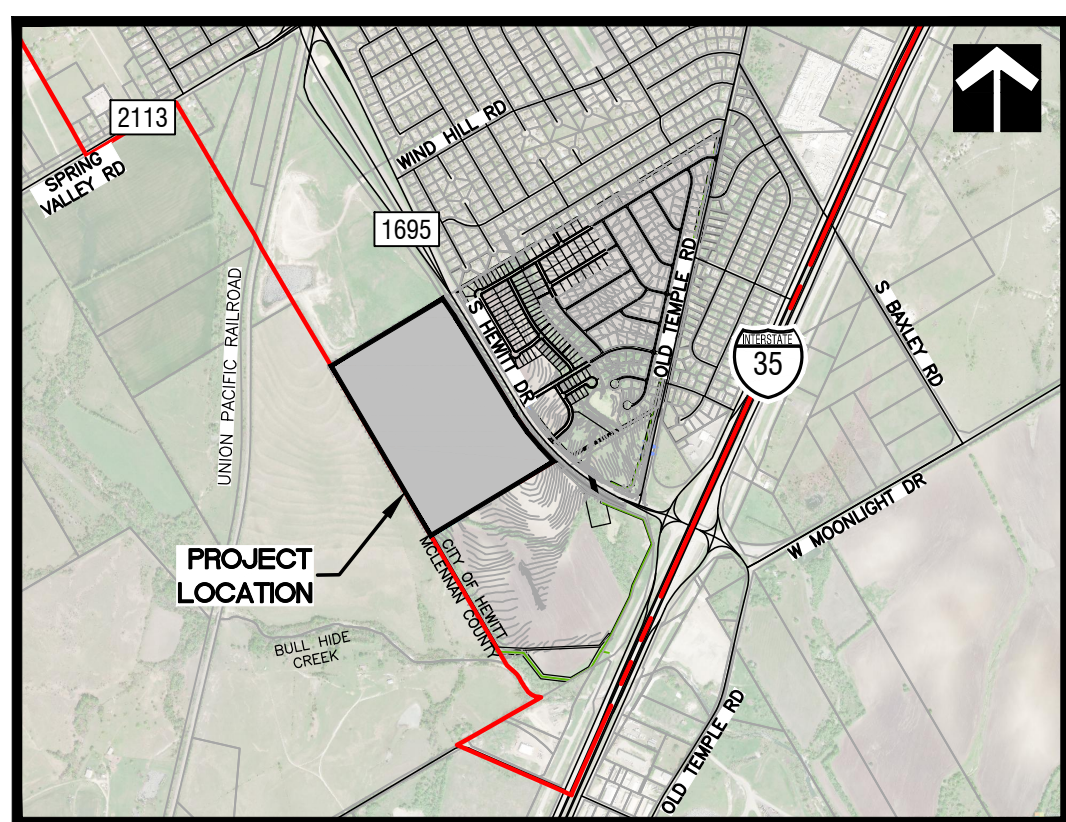 2113
SPRING
VALLEY RD
WIND HILL RD
1695
S HEWITT DR
OLD TEMPLE RD
UNION PACIFIC RAILROAD
S BAXLEY RD
INTERSTATE
35
W MOONLIGHT DR
PROJECT
LOCATION
CITY OF HEWITT
MCLENNAN COUNTY
BULL HIDE
CREEK
OLD TEMPLE RD